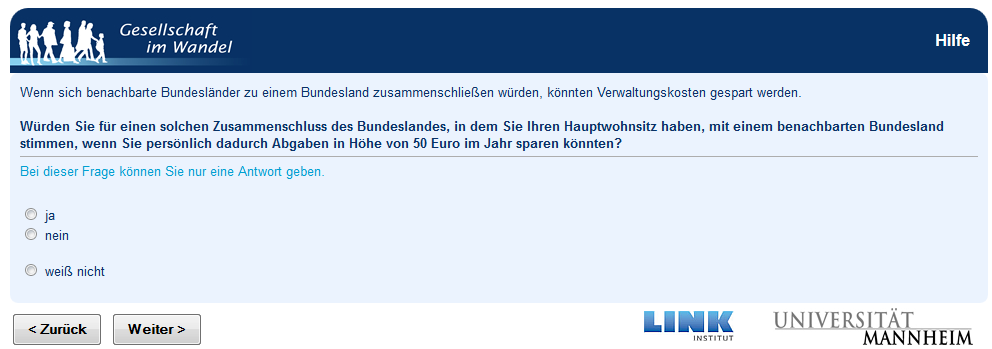 Gesellschaft
im Wandel
Hilfe
Wenn sich benachbarte Bundesländer zu einem Bundesland zusammenschließen würden, könnten Verwaltungskosten gespart werden.
Würden Sie für einen solchen Zusammenschluss des Bundeslandes, in dem Sie Ihren Hauptwohnsitz haben, mit einem benachbarten Bundesland
stimmen, wenn Sie persönlich dadurch Abgaben in Höhe von 50 Euro im Jahr sparen könnten?
Bei dieser Frage können Sie nur eine Antwort geben.
ja
nein
weiß nicht
< Zurück
Weiter >
LINK
INSTITUT
UNIVERSITÄT
MANNHEIM